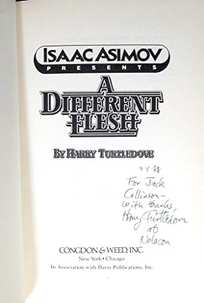 ISAAC ASIMOV
PRESENTS
A
DIFFERENT
FLESH
BY HARRY TURTLEDOVE
9-4-88
For Jack
Collinson—
with thanks,
Harry Turtledove
at
Nolacon
CONGDON & WEED, INC.
New York • Chicago
In Association with Davis Publications, Inc.